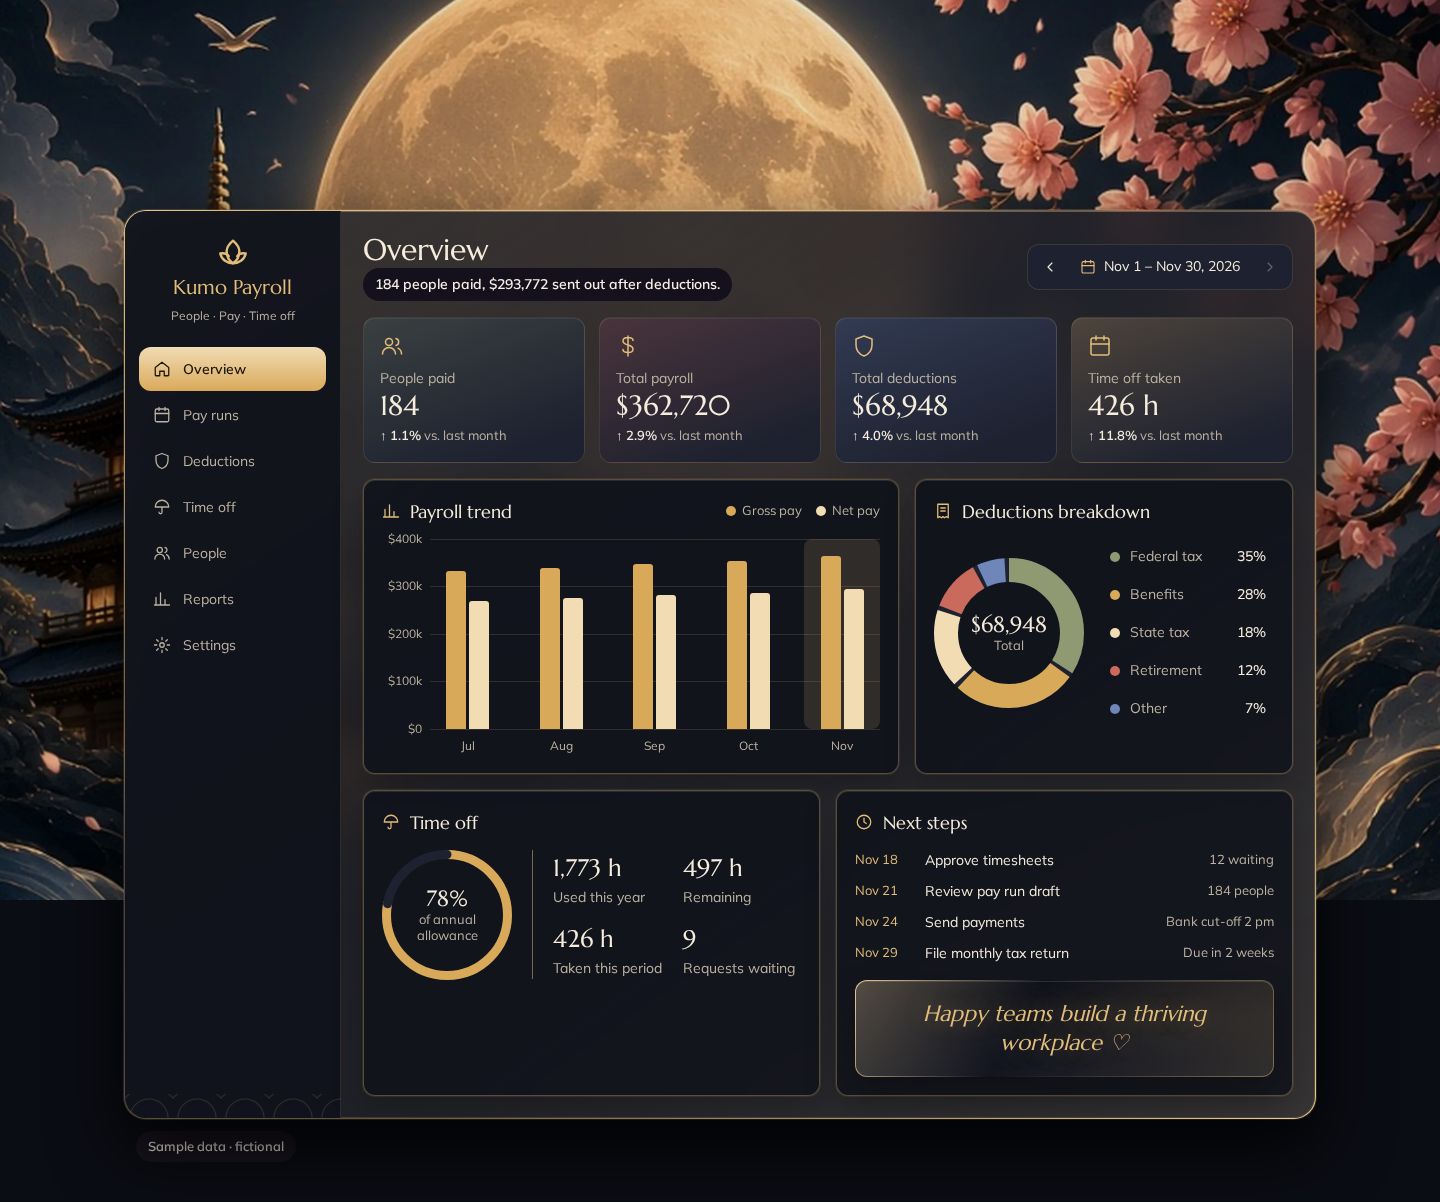 Kumo Payroll
People · Pay · Time off
Overview
Pay runs
Deductions
Time off
People
Reports
Settings
Overview
184 people paid, $293,772 sent out after deductions.
Nov 1 – Nov 30, 2026
People paid
184
↑ 1.1% vs. last month
Total payroll
$362,720
↑ 2.9% vs. last month
Total deductions
$68,948
↑ 4.0% vs. last month
Time off taken
426 h
↑ 11.8% vs. last month
Payroll trend
Gross pay
Net pay
$400k
$300k
$200k
$100k
$0
Jul
Aug
Sep
Oct
Nov
Deductions breakdown
$68,948
Total
Federal tax 35%
Benefits 28%
State tax 18%
Retirement 12%
Other 7%
Time off
78%
of annual
allowance
1,773 h
Used this year
497 h
Remaining
426 h
Taken this period
9
Requests waiting
Next steps
Nov 18 Approve timesheets 12 waiting
Nov 21 Review pay run draft 184 people
Nov 24 Send payments Bank cut-off 2 pm
Nov 29 File monthly tax return Due in 2 weeks
Happy teams build a thriving
workplace ♡
Sample data · fictional